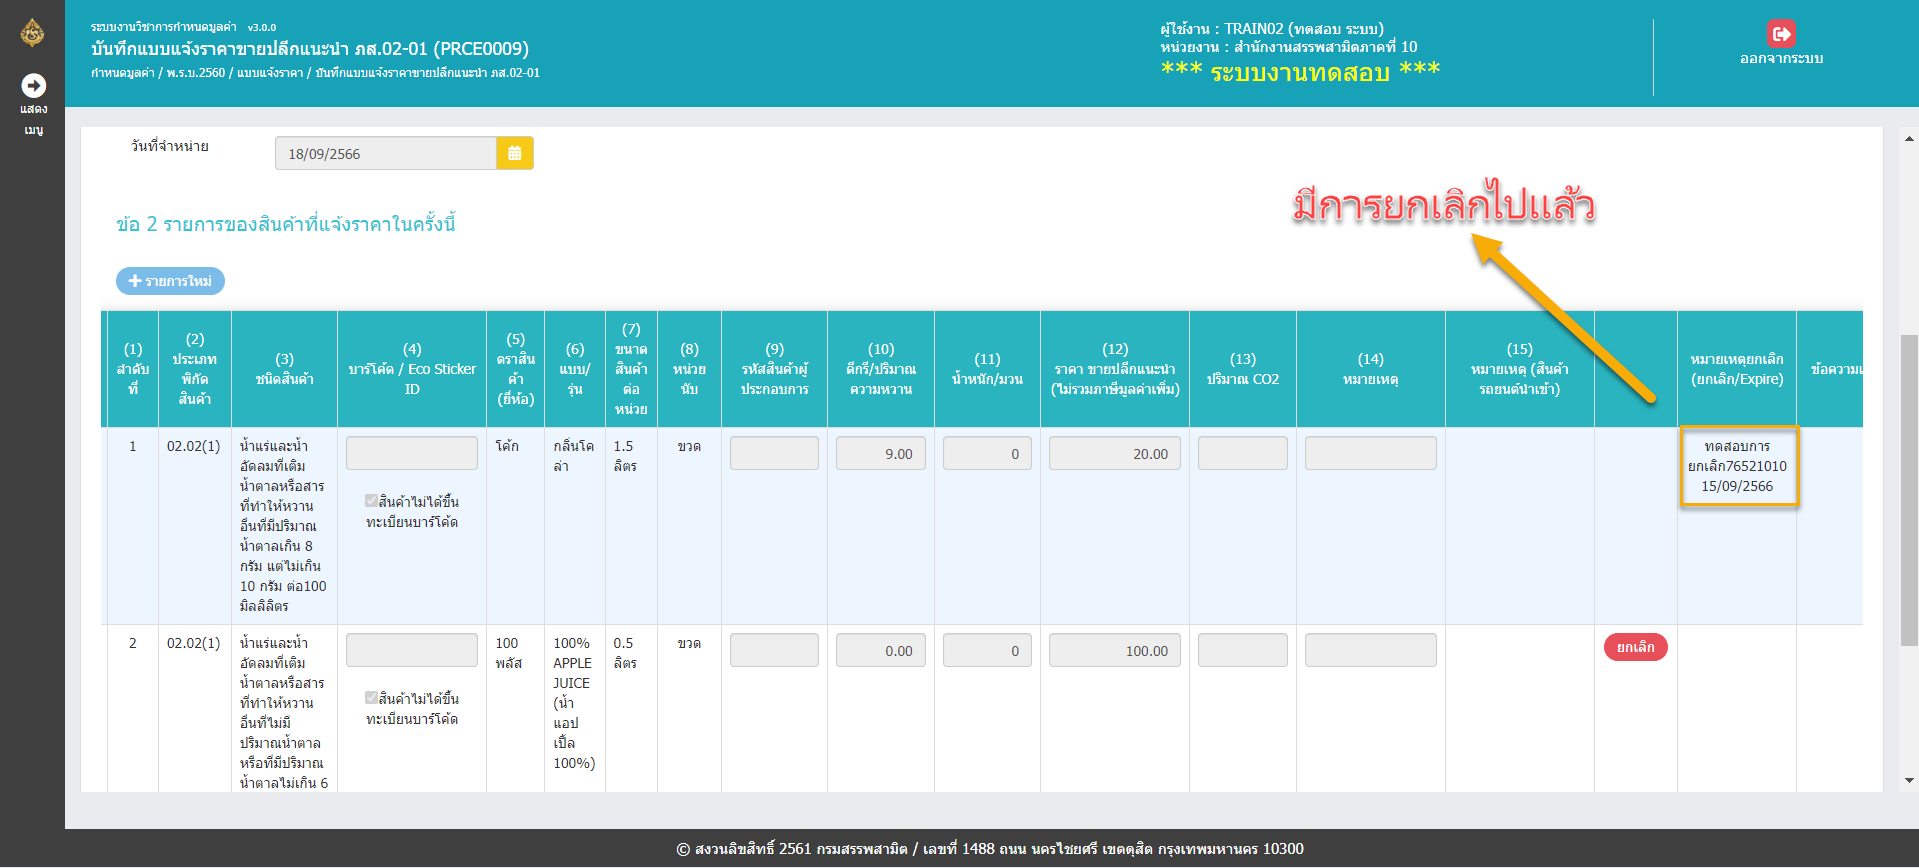 ระบบงานวิชาการกำหนดมูลค่า v3.0.0
บันทึกแบบแจ้งราคาขายปลีกแนะนำ ภส.02-01 (PRCE0009)
กำหนดมูลค่า / พ.ร.บ.2560 / แบบแจ้งราคา / บันทึกแบบแจ้งราคาขายปลีกแนะนำ ภส.02-01
ผู้ใช้งาน : TRAIN02 (ทดสอบ ระบบ)
หน่วยงาน : สำนักงานสรรพสามิตภาคที่ 10
*** ระบบงานทดสอบ ***
ออกจากระบบ
แสดง
เมนู
วันที่จำหน่าย
18/09/2566
มีการยกเลิกไปแล้ว
ข้อ 2 รายการของสินค้าที่แจ้งราคาในครั้งนี้
รายการใหม่
(1)
ลำดับ
ที่
(2)
ประเภท
พิกัด
สินค้า
(3)
ชนิดสินค้า
(4)
บาร์โค้ด / Eco Sticker
ID
(5)
ตราสิน
ค้า
(ยี่ห้อ)
(6)
แบบ/
รุ่น
(7)
ขนาด
สินค้า
ต่อ
หน่วย
(8)
หน่วย
นับ
(9)
รหัสสินค้าผู้
ประกอบการ
(10)
ดีกรี/ปริมาณ
ความหวาน
(11)
น้ำหนัก/มวน
(12)
ราคา ขายปลีกแนะนำ
(ไม่รวมภาษีมูลค่าเพิ่ม)
(13)
ปริมาณ CO2
(14)
หมายเหตุ
(15)
หมายเหตุ (สินค้า
รถยนต์นำเข้า)
หมายเหตุยกเลิก
(ยกเลิก/Expire)
1
02.02(1)
น้ำแร่และน้ำ
อัดลมที่เติม
น้ำตาลหรือสาร
ที่ทำให้หวาน
อื่นที่มีปริมาณ
น้ำตาลเกิน 8
กรัม แต่ไม่เกิน
10 กรัม ต่อ100
มิลลิลิตร
สินค้าไม่ได้ขึ้น
ทะเบียนบาร์โค้ด
โค้ก
กลิ่นโค
ล่า
1.5
ลิตร
ขวด
9.00
0
20.00
ทดสอบการ
ยกเลิก76521010
15/09/2566
2
02.02(1)
น้ำแร่และน้ำ
อัดลมที่เติม
น้ำตาลหรือสาร
ที่ทำให้หวาน
อื่นที่ไม่มี
ปริมาณน้ำตาล
หรือที่มีปริมาณ
น้ำตาลไม่เกิน 6
สินค้าไม่ได้ขึ้น
ทะเบียนบาร์โค้ด
100
พลัส
100%
APPLE
JUICE
(น้ำ
แอป
เปิ้ล
100%)
0.5
ลิตร
ขวด
0.00
0
100.00
ยกเลิก
© สงวนลิขสิทธิ์ 2561 กรมสรรพสามิต / เลขที่ 1488 ถนน นครไชยศรี เขตดุสิต กรุงเทพมหานคร 10300